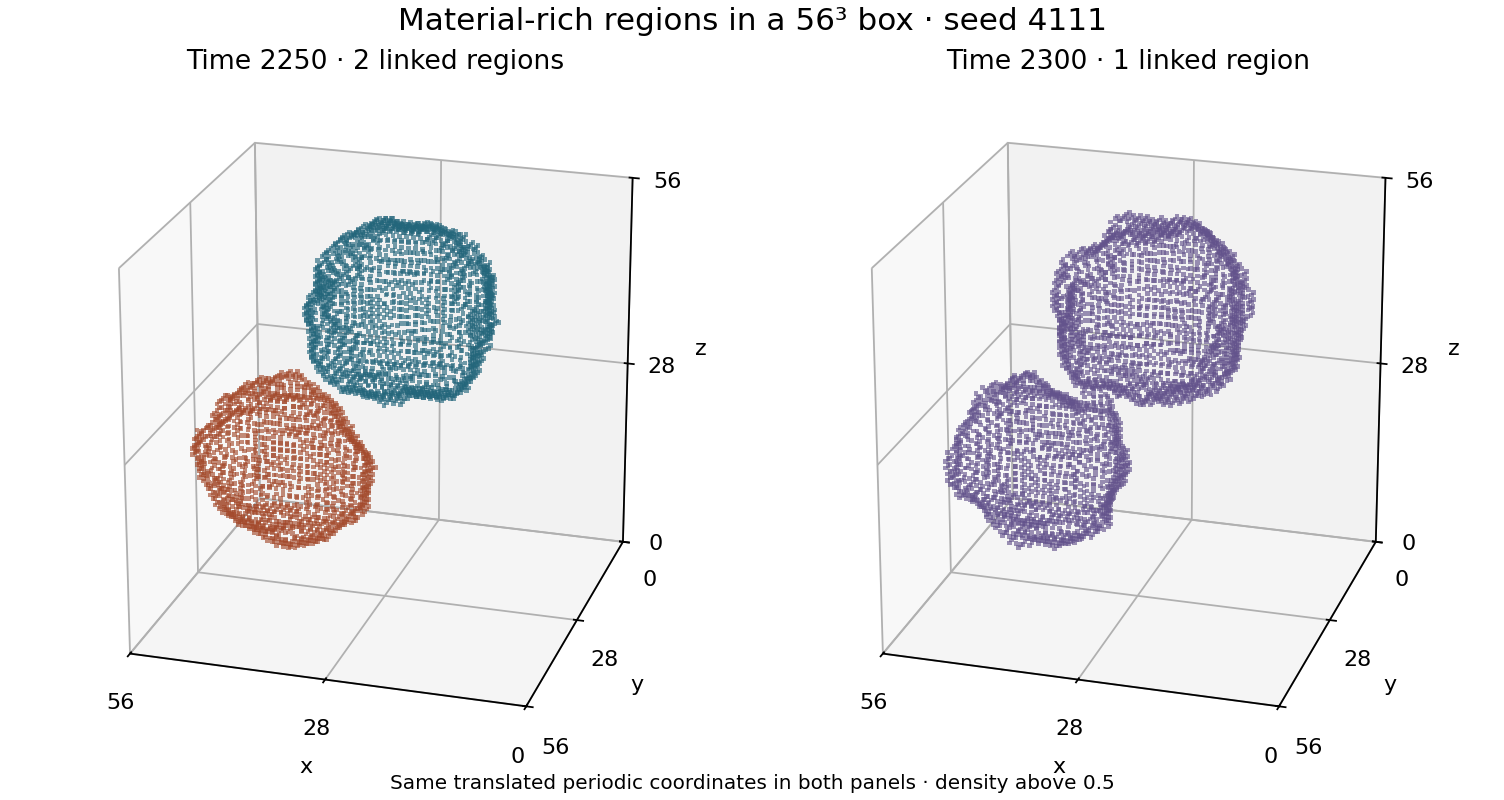 Material-rich regions in a 56³ box · seed 4111
Time 2250 · 2 linked regions
Time 2300 · 1 linked region
56
z
28
0
0
28
y
56
56
28
0
x
56
z
28
0
0
28
y
56
56
28
0
x
Same translated periodic coordinates in both panels · density above 0.5